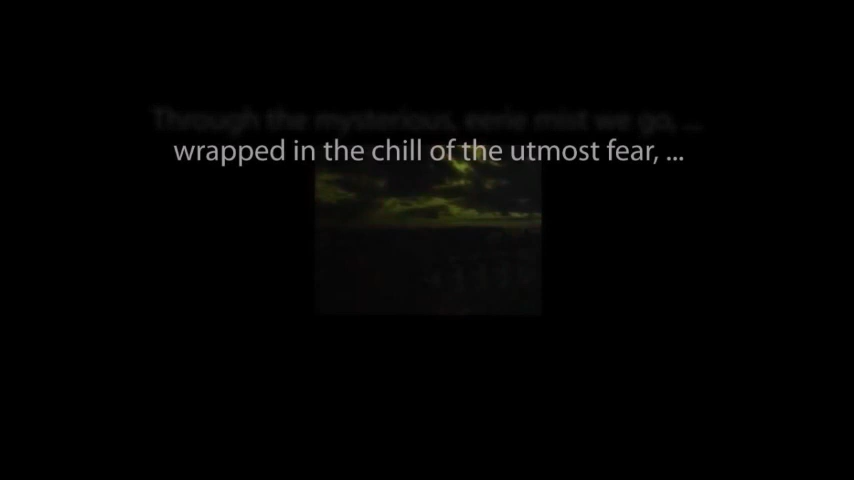 Through the mysterious, eerie mist we go, ...
wrapped in the chill of the utmost fear, ...